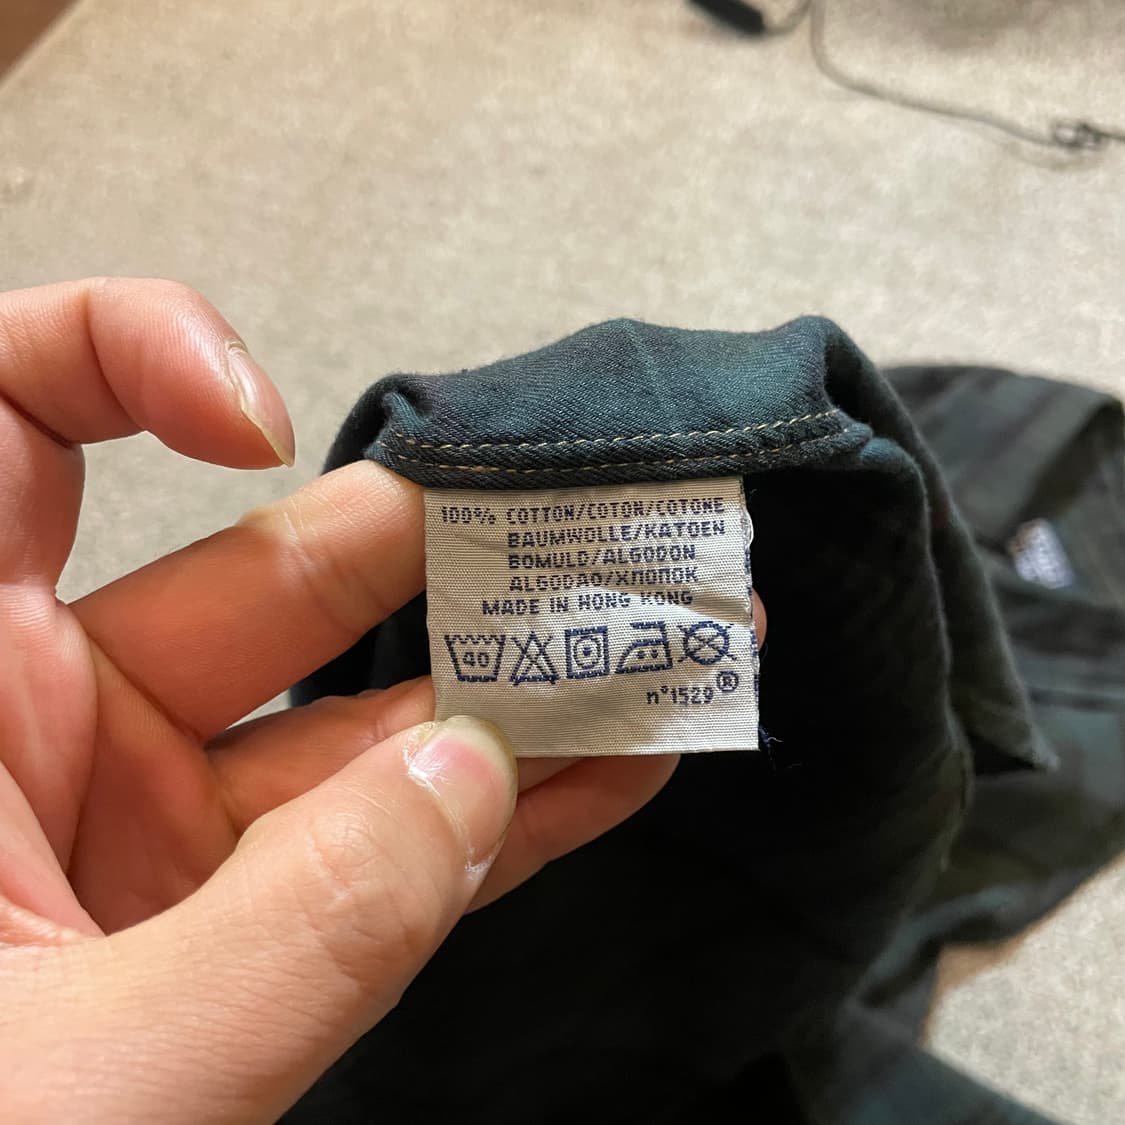 100% COTTON/COTON/COTONE
BAUMWOLLE/KATOEN
BOMULD/ALGODON
ALGODAO/ХЛОПОК
MADE IN HONG KONG
40
n°1529®